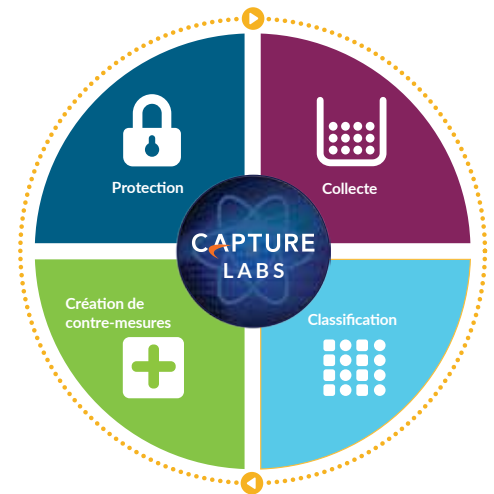 Protection
Collecte
CAPTURE
LABS
Création de
contre-mesures
Classification